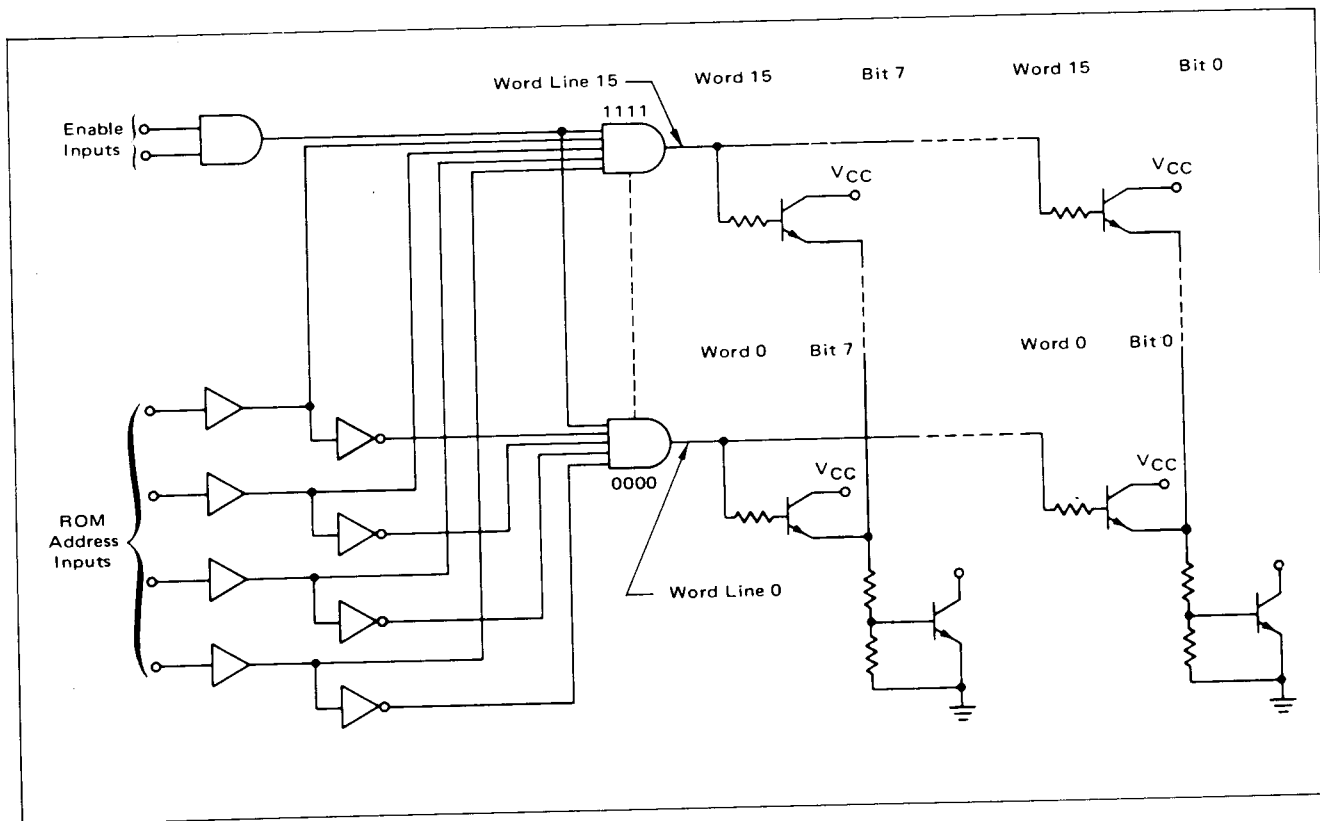 Word Line 15
Word 15
Bit 7
Word 15
Bit 0
1111
Enable
Inputs
VCC
VCC
Word 0
Bit 7
Word 0
Bit 0
VCC
VCC
0000
ROM
Address
Inputs
Word Line 0